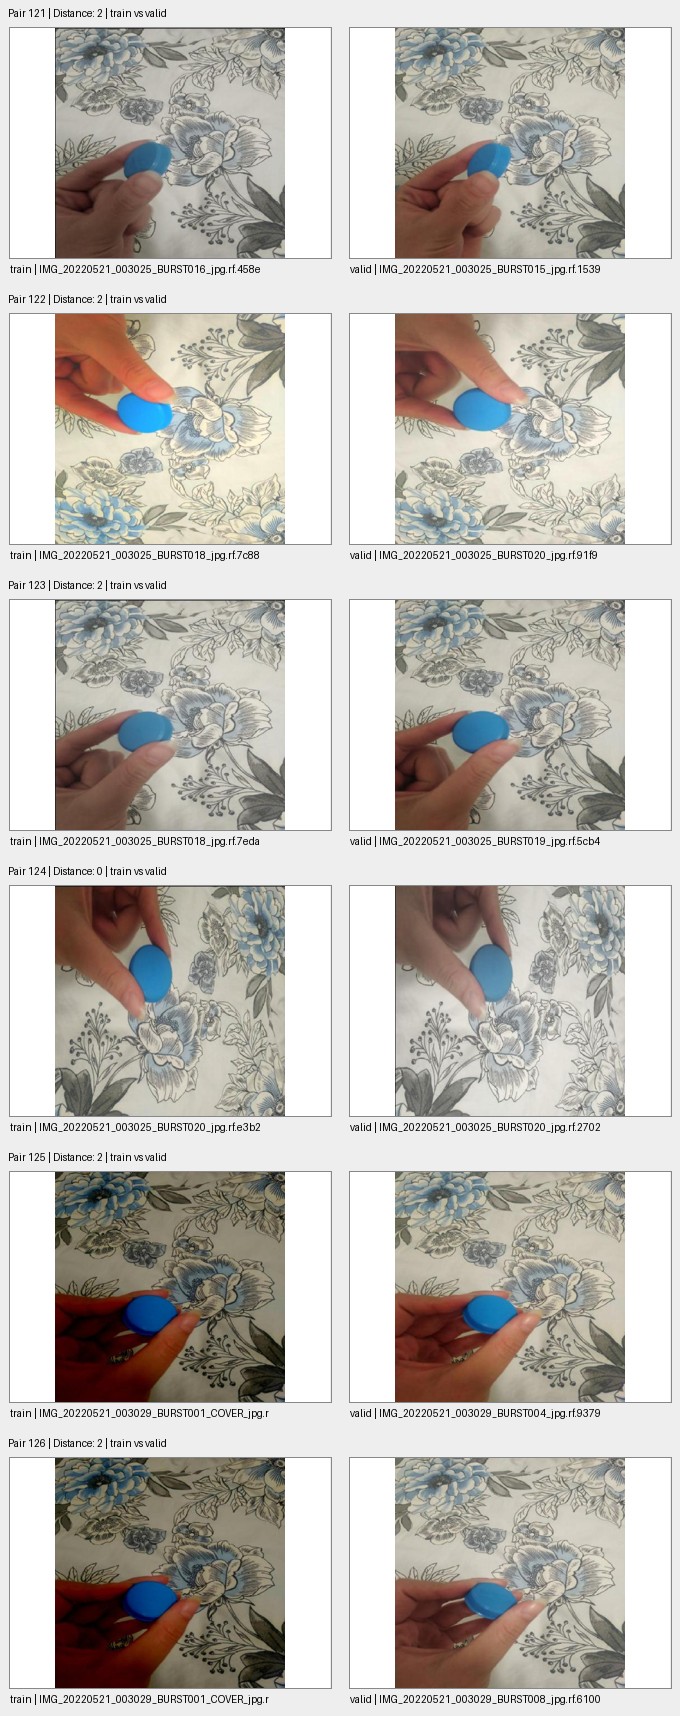 Pair 121 | Distance: 2 | train vs valid
train | IMG_20220521_003025_BURST016_jpg.rf.458e
valid | IMG_20220521_003025_BURST015_jpg.rf.1539
Pair 122 | Distance: 2 | train vs valid
train | IMG_20220521_003025_BURST018_jpg.rf.7c88
valid | IMG_20220521_003025_BURST020_jpg.rf.91f9
Pair 123 | Distance: 2 | train vs valid
train | IMG_20220521_003025_BURST018_jpg.rf.7eda
valid | IMG_20220521_003025_BURST019_jpg.rf.5cb4
Pair 124 | Distance: 0 | train vs valid
train | IMG_20220521_003025_BURST020_jpg.rf.e3b2
valid | IMG_20220521_003025_BURST020_jpg.rf.2702
Pair 125 | Distance: 2 | train vs valid
train | IMG_20220521_003029_BURST001_COVER_jpg.r
valid | IMG_20220521_003029_BURST004_jpg.rf.9379
Pair 126 | Distance: 2 | train vs valid
train | IMG_20220521_003029_BURST001_COVER_jpg.r
valid | IMG_20220521_003029_BURST008_jpg.rf.6100